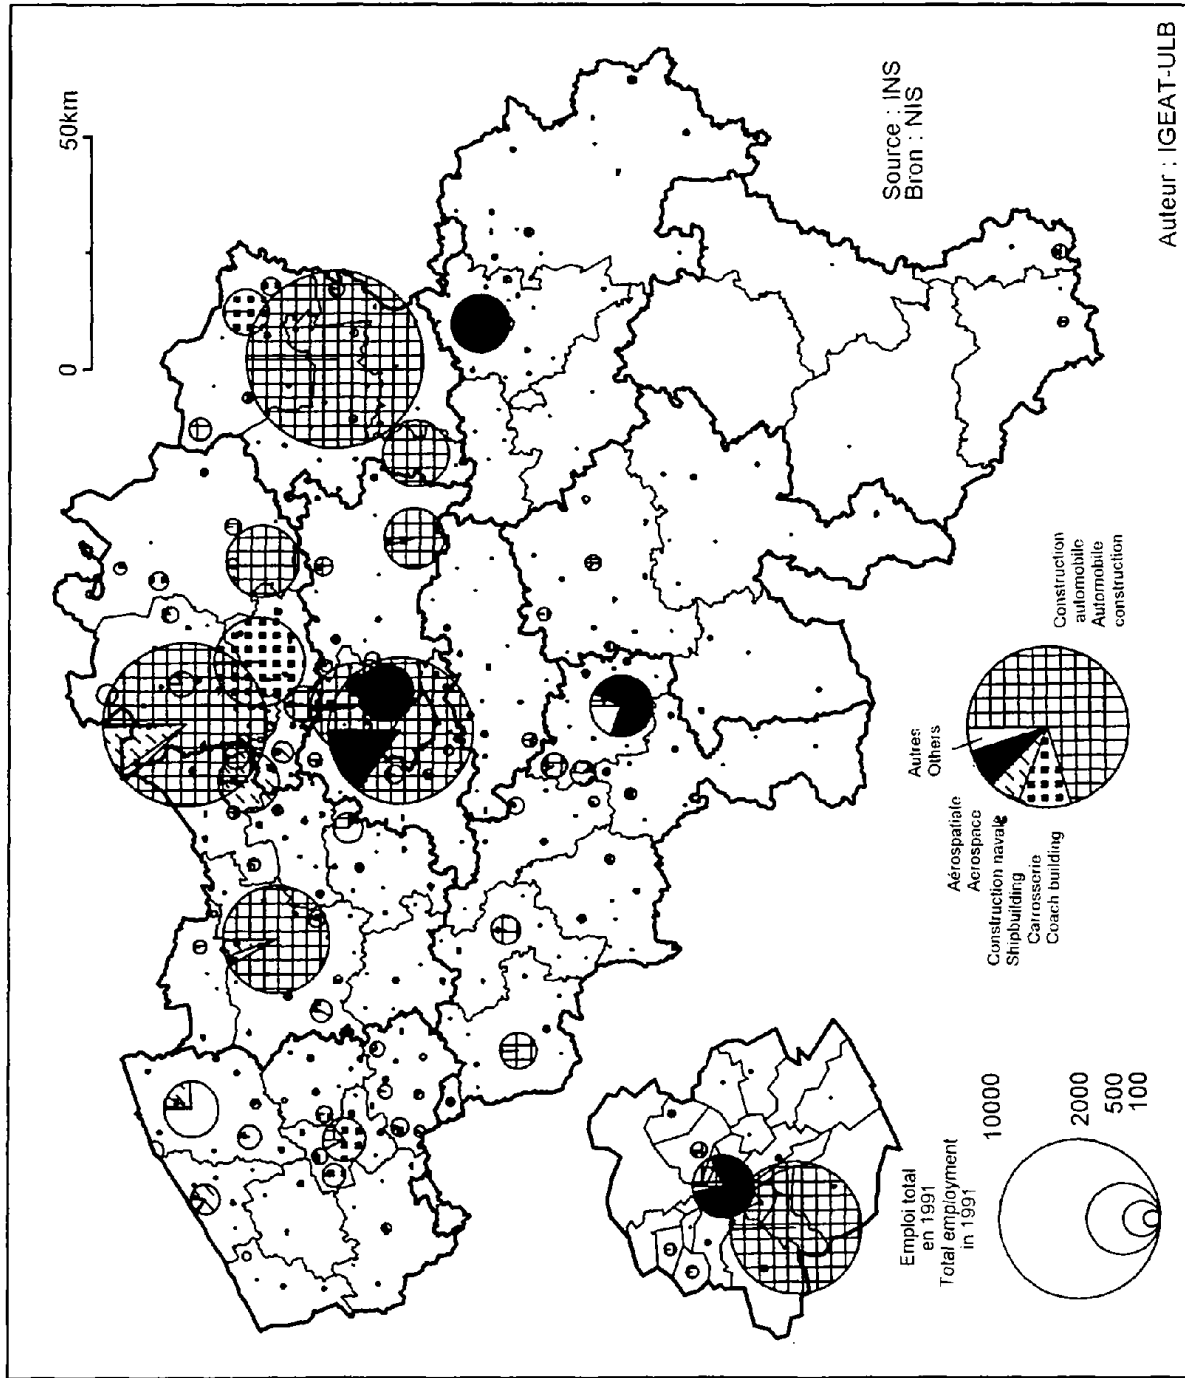 0 50km
Source : INS
Bron : NIS
Auteur : IGEAT-ULB
Emploi total
en 1991
Total employment
in 1991
10000
2000
500
100
Autres
Others
Aérospatiale
Aerospace
Construction navale
Shipbuilding
Carrosserie
Coach building
Construction
automobile
Automobile
construction